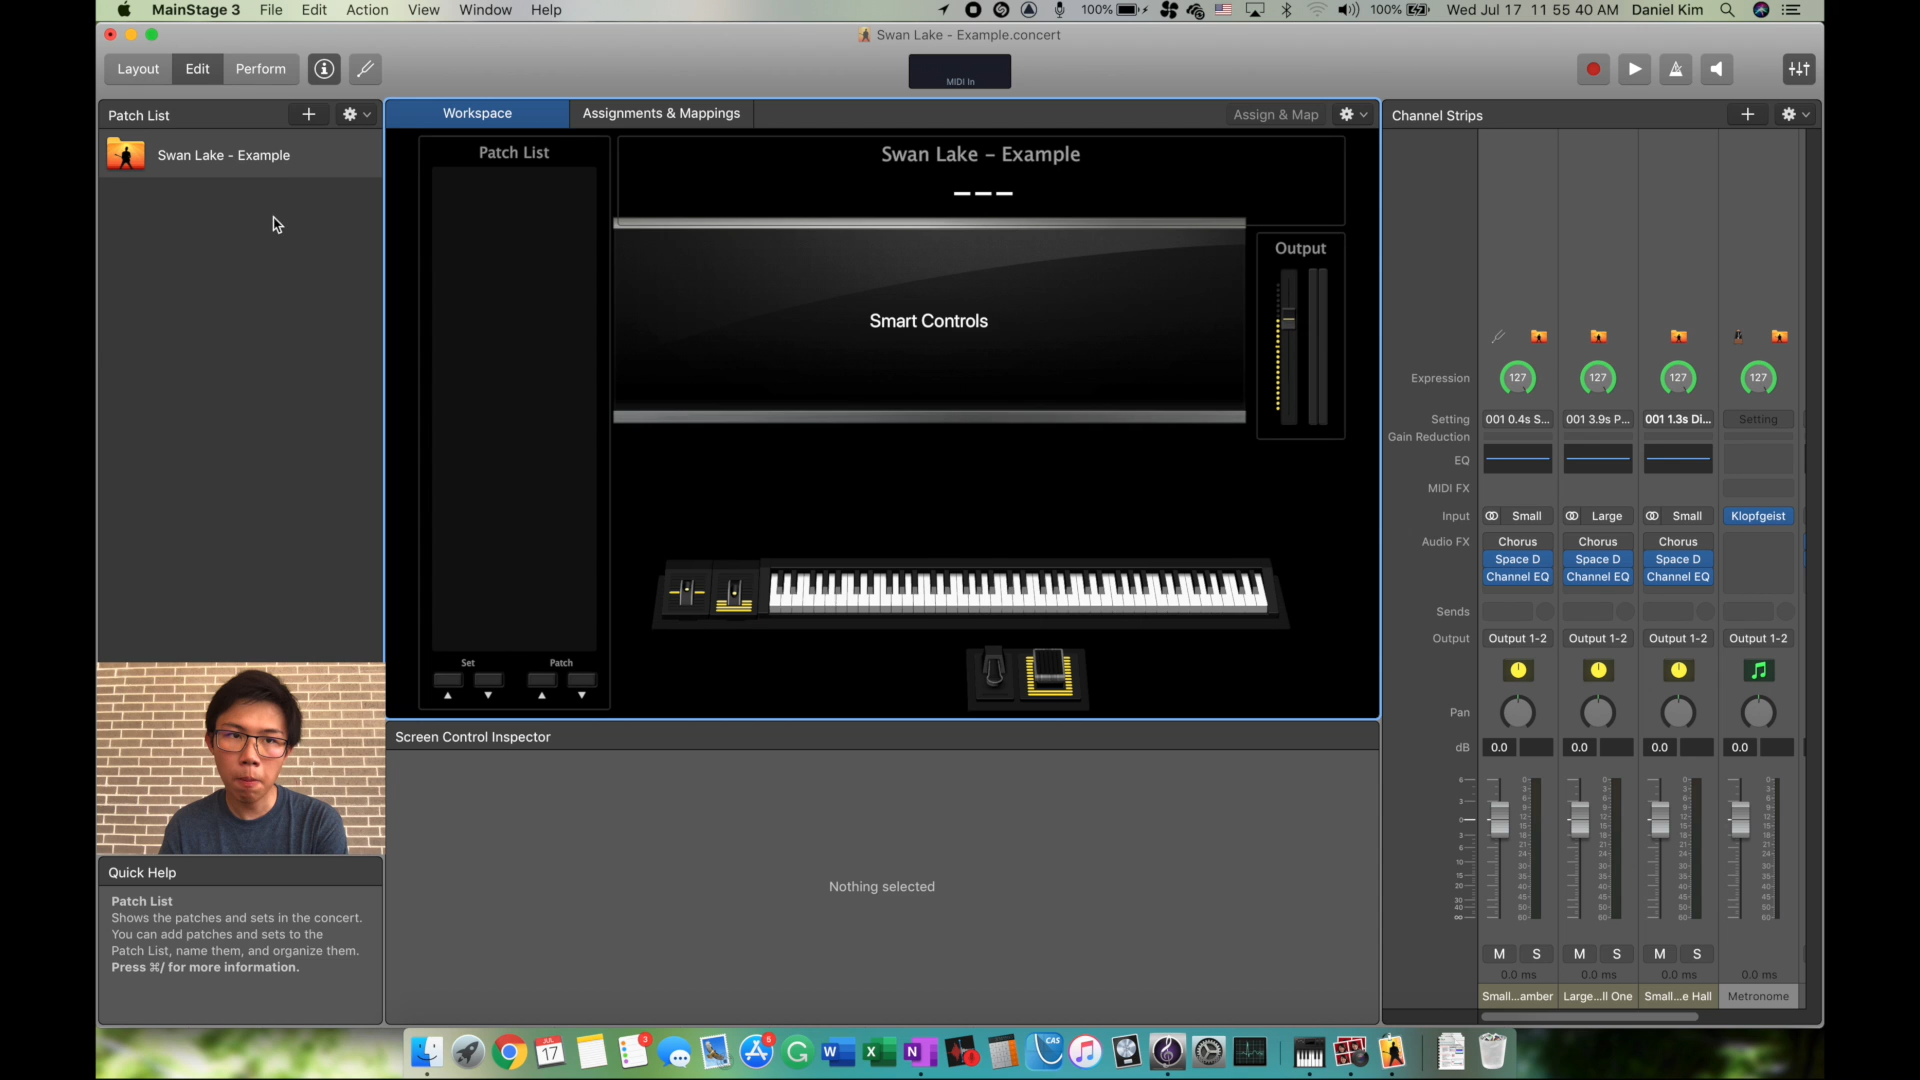 MainStage 3 File Edit Action View Window Help 100% 100% Wed Jul 17 11 55 40 AM Daniel Kim
Swan Lake - Example.concert
Layout Edit Perform
MIDI In
Patch List
Workspace
Assignments & Mappings
Assign & Map
Channel Strips
Swan Lake - Example
Patch List
Swan Lake – Example
– – –
Output
Smart Controls
Set Patch
Expression 127 127 127 127
Setting 001 0.4s S... 001 3.9s P... 001 1.3s Di... Setting
Gain Reduction
EQ
MIDI FX
Input Small Large Small Klopfgeist
Audio FX Chorus Chorus Chorus
Space D Space D Space D
Channel EQ Channel EQ Channel EQ
Sends
Output Output 1-2 Output 1-2 Output 1-2 Output 1-2
Pan
dB 0.0 0.0 0.0 0.0
M S M S M S
0.0 ms 0.0 ms 0.0 ms 0.0 ms
Small...amber Large...ll One Small...e Hall Metronome
Screen Control Inspector
Nothing selected
Quick Help
Patch List
Shows the patches and sets in the concert.
You can add patches and sets to the
Patch List, name them, and organize them.
Press ⌘/ for more information.
JUL
17
3
5
CAS